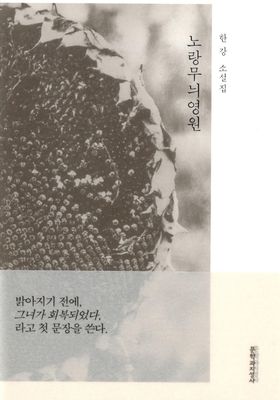 한 강 소설집
노랑무늬영원
밝아지기 전에,
그녀가 회복되었다,
라고 첫 문장을 쓴다.
문학과지성사